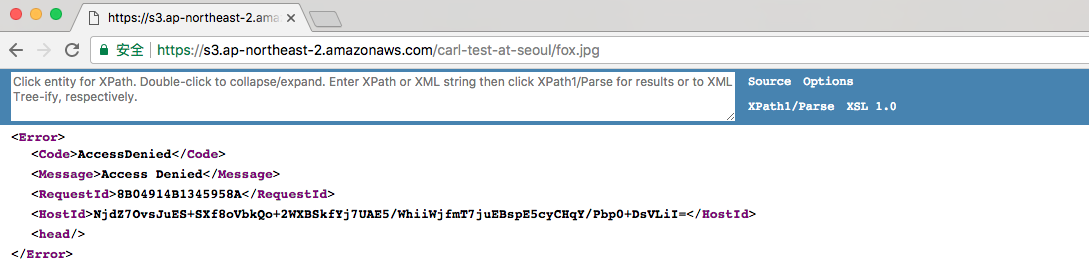 https://s3.ap-northeast-2.ama
安全 https://s3.ap-northeast-2.amazonaws.com/carl-test-at-seoul/fox.jpg
Click entity for XPath. Double-click to collapse/expand. Enter XPath or XML string then click XPath1/Parse for results or to XML
Tree-ify, respectively.
Source Options
XPath1/Parse XSL 1.0
<Error>
<Code>AccessDenied</Code>
<Message>Access Denied</Message>
<RequestId>8B04914B1345958A</RequestId>
<HostId>NjdZ7OvsJuES+SXf8oVbkQo+2WXBSkfYj7UAE5/WhiiWjfmT7juEBspE5cyCHqY/Pbp0+DsVLiI=</HostId>
<head/>
</Error>